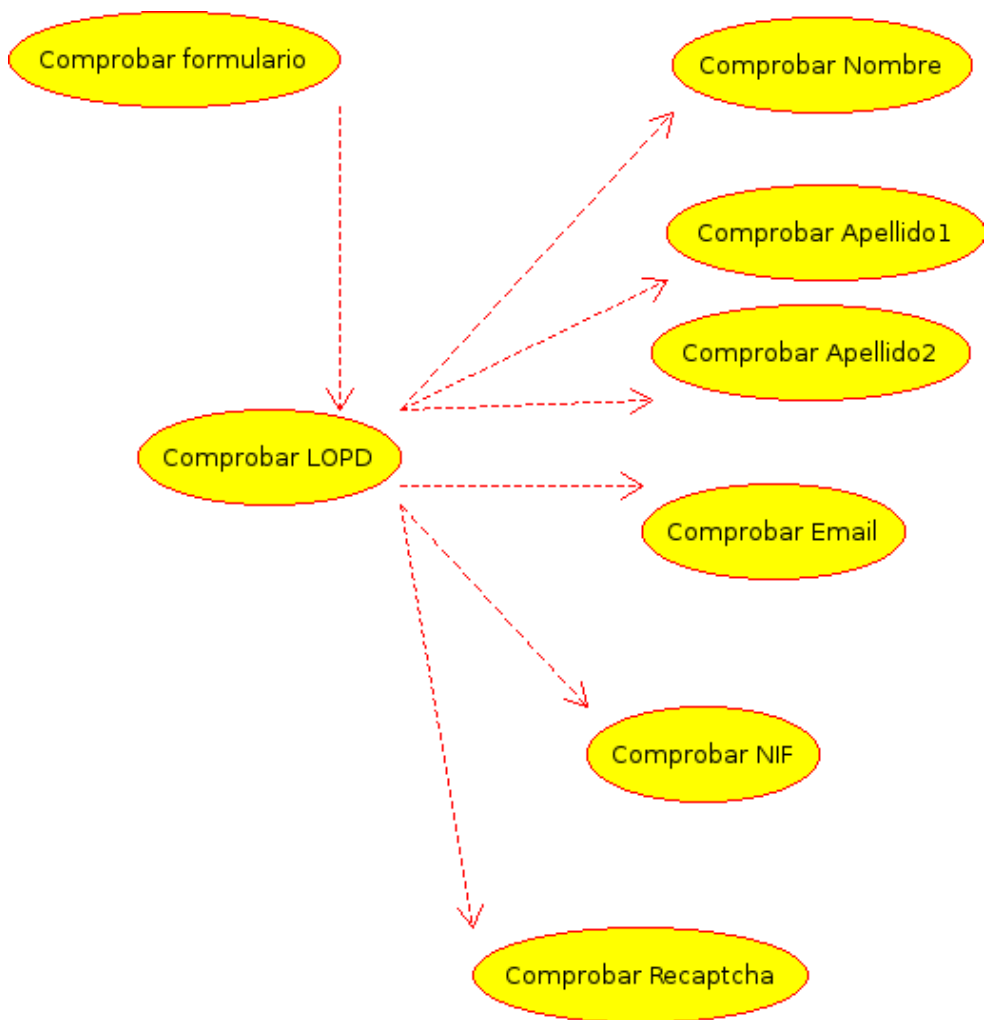 Comprobar formulario
Comprobar Nombre
Comprobar Apellido1
Comprobar Apellido2
Comprobar LOPD
Comprobar Email
Comprobar NIF
Comprobar Recaptcha